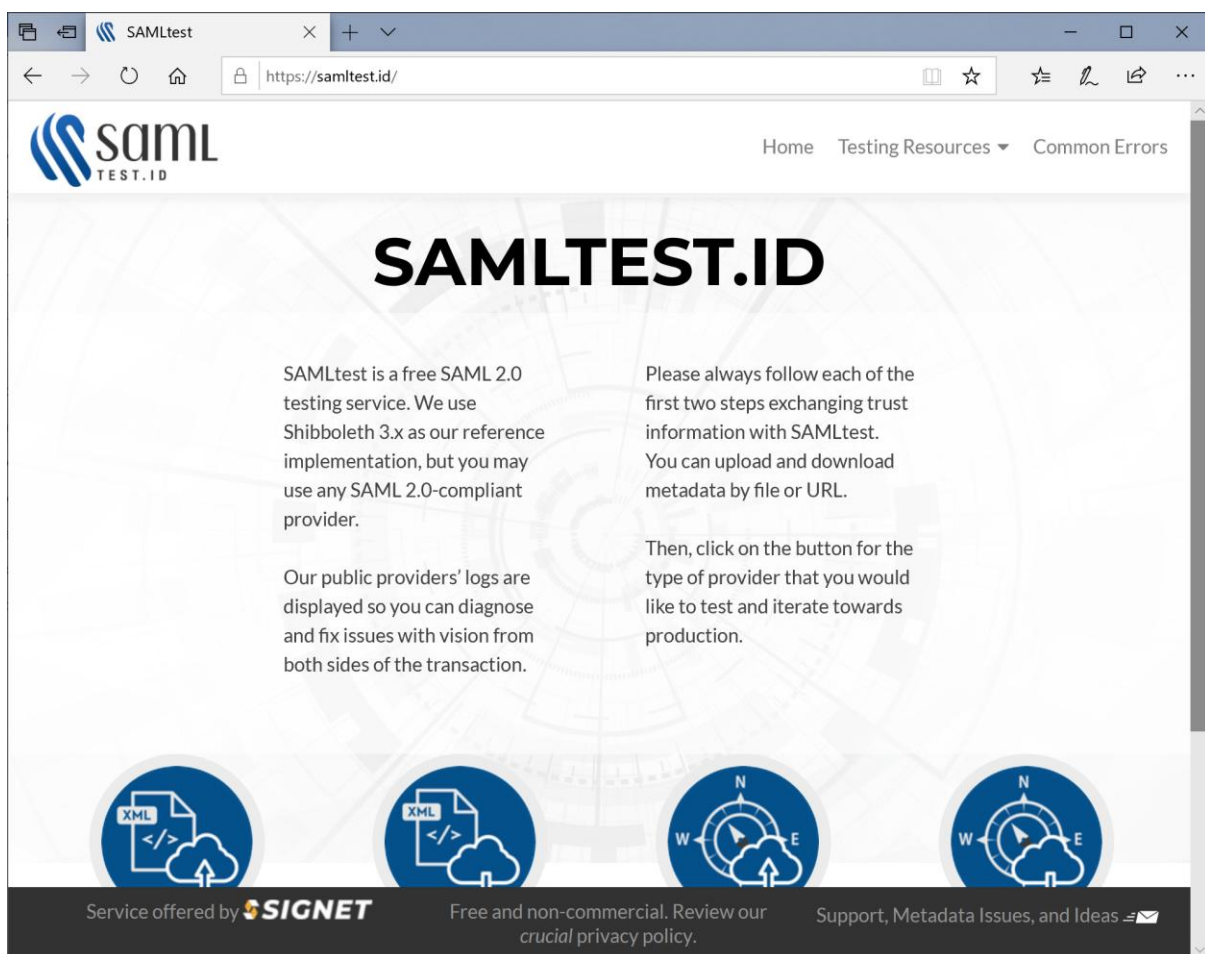 SAMLtest
https://samltest.id/
samL
TEST.ID
Home Testing Resources Common Errors
SAMLTEST.ID
SAMLtest is a free SAML 2.0
testing service. We use
Shibboleth 3.x as our reference
implementation, but you may
use any SAML 2.0-compliant
provider.
Our public providers’ logs are
displayed so you can diagnose
and fix issues with vision from
both sides of the transaction.
Please always follow each of the
first two steps exchanging trust
information with SAMLtest.
You can upload and download
metadata by file or URL.
Then, click on the button for the
type of provider that you would
like to test and iterate towards
production.
XML
</>
XML
</>
N
W E
N
W E
Service offered by SIGNET
Free and non-commercial. Review our
crucial privacy policy.
Support, Metadata Issues, and Ideas